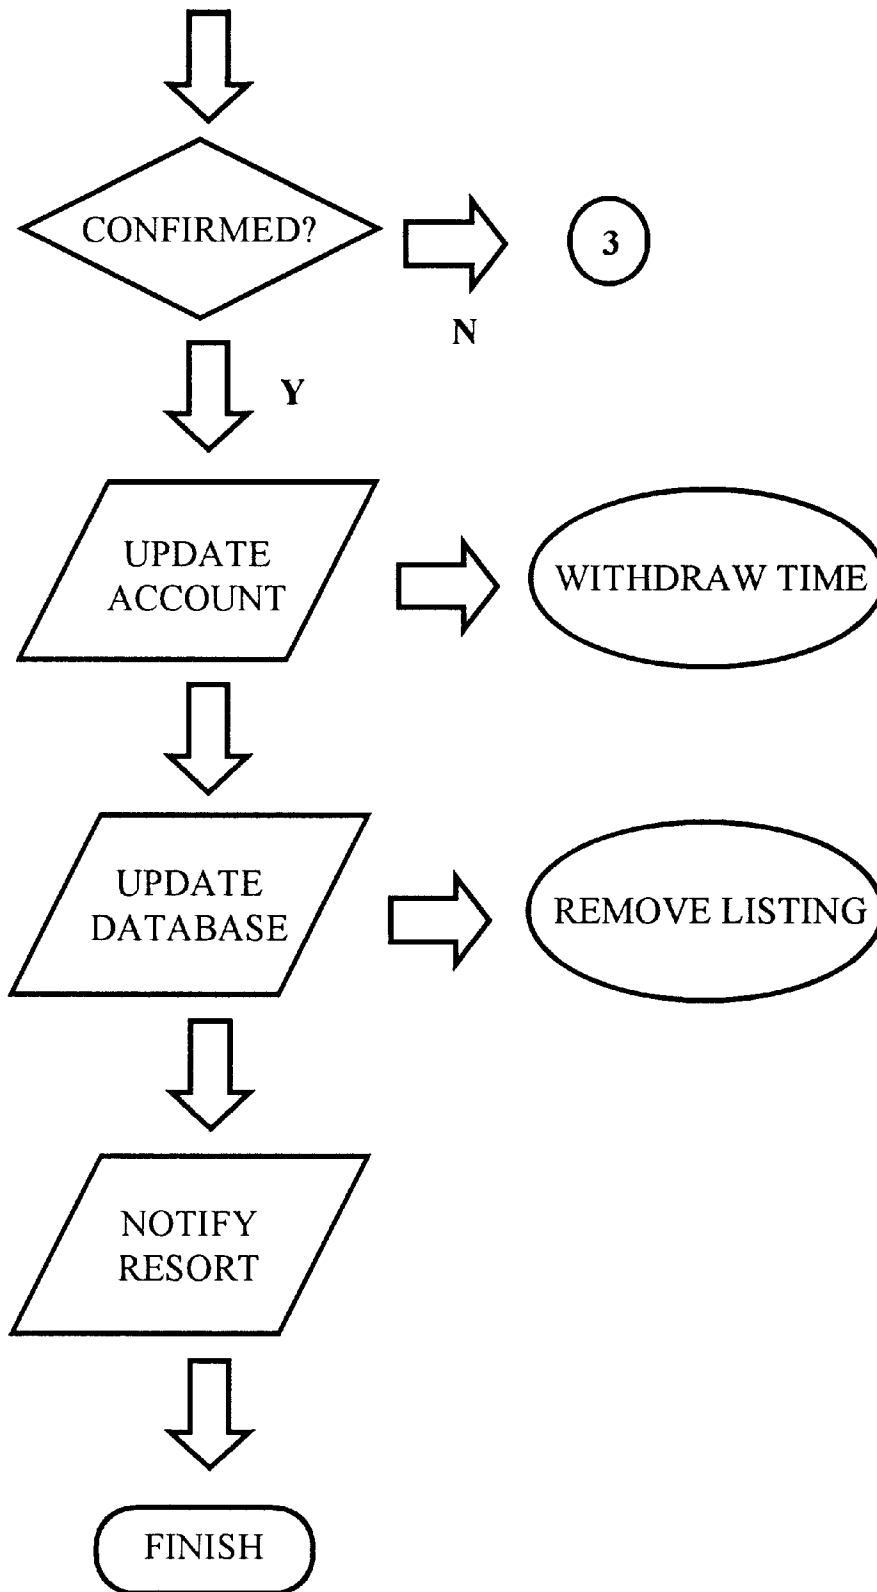 CONFIRMED?
3
N
Y
UPDATE
ACCOUNT
WITHDRAW TIME
UPDATE
DATABASE
REMOVE LISTING
NOTIFY
RESORT
FINISH